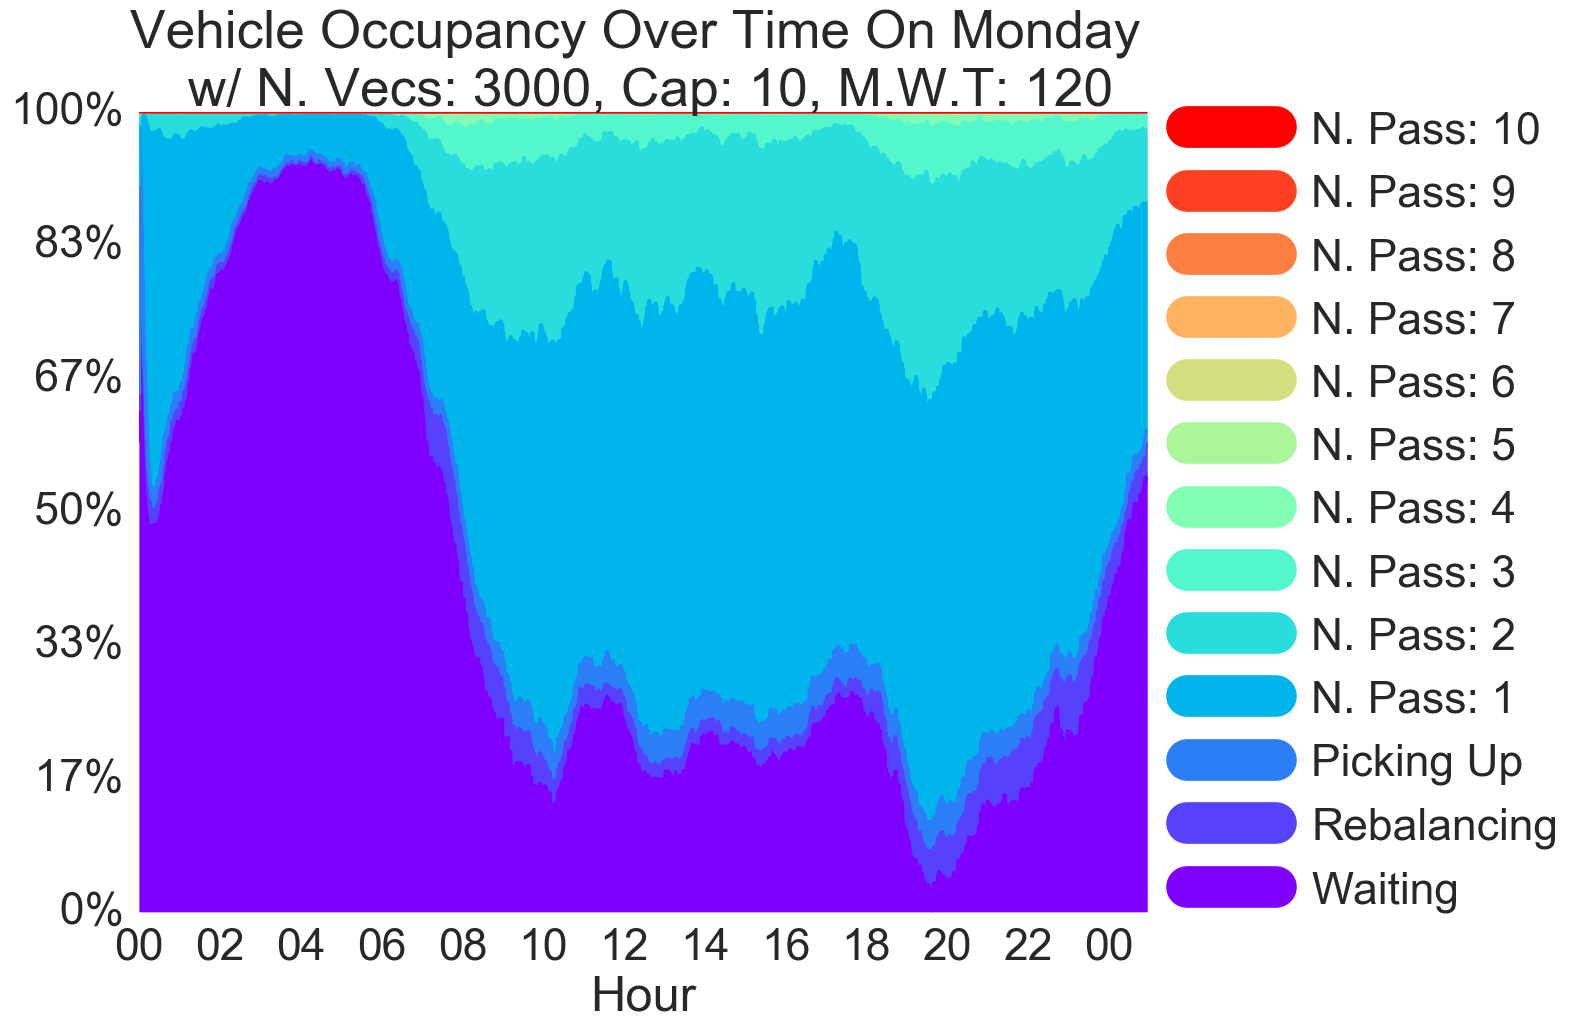 Vehicle Occupancy Over Time On Monday
w/ N. Vecs: 3000, Cap: 10, M.W.T: 120
100%
83%
67%
50%
33%
17%
0%
00 02 04 06 08 10 12 14 16 18 20 22 00
Hour
N. Pass: 10
N. Pass: 9
N. Pass: 8
N. Pass: 7
N. Pass: 6
N. Pass: 5
N. Pass: 4
N. Pass: 3
N. Pass: 2
N. Pass: 1
Picking Up
Rebalancing
Waiting